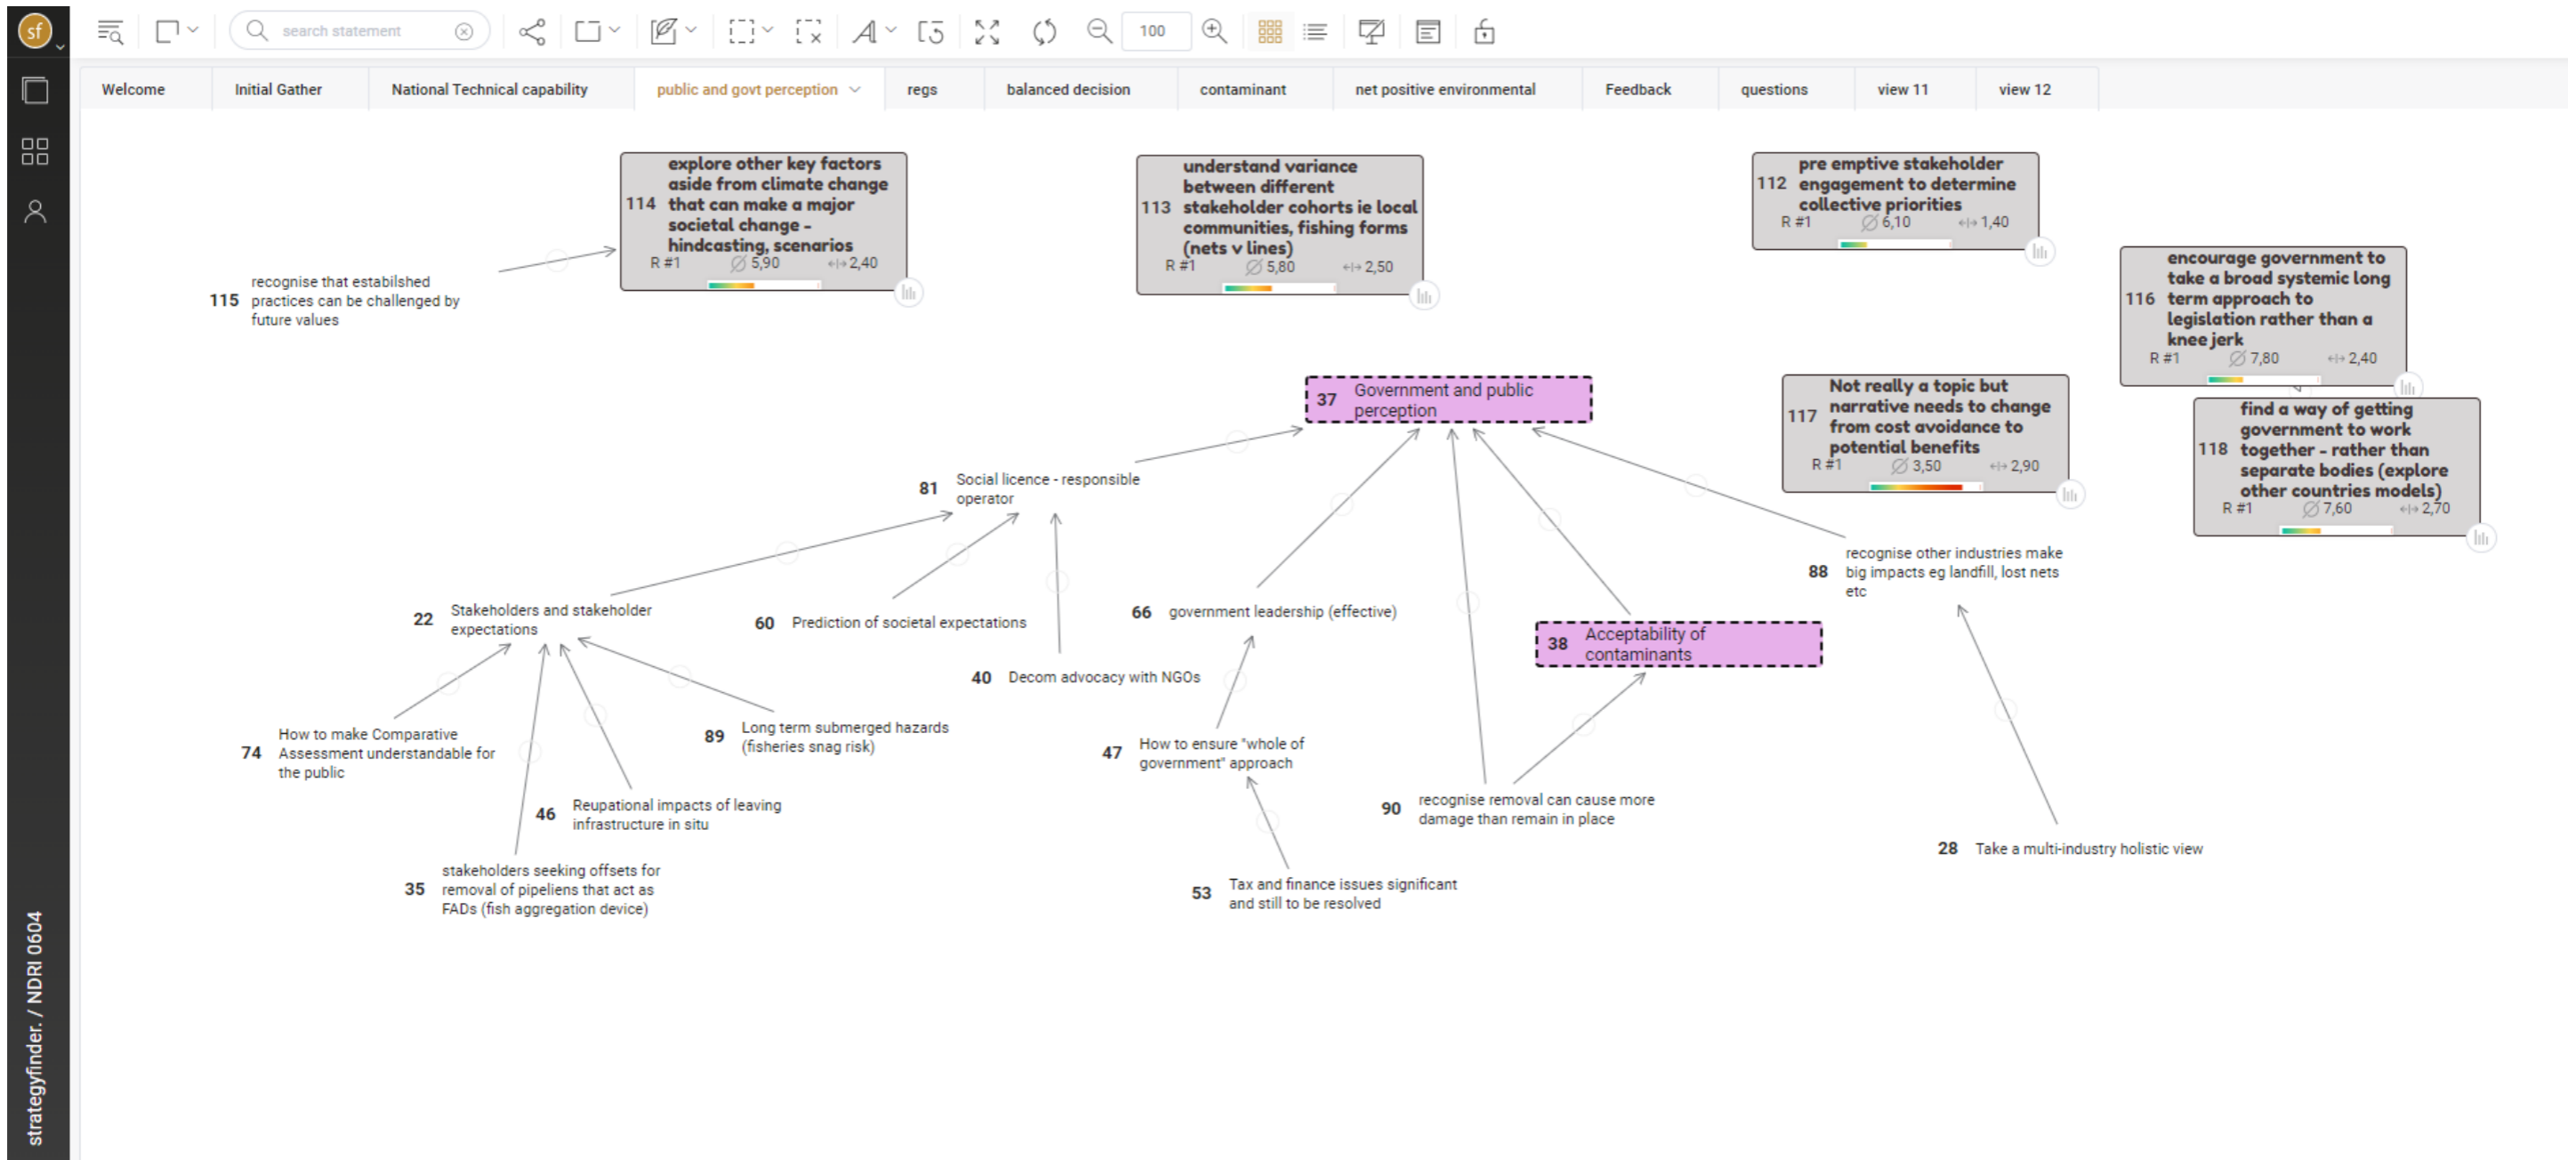 sf
search statement
100
Welcome
Initial Gather
National Technical capability
public and govt perception
regs
balanced decision
contaminant
net positive environmental
Feedback
questions
view 11
view 12
114
explore other key factors
aside from climate change
that can make a major
societal change -
hindcasting, scenarios
R #1 ∅ 5,90 2,40
113
understand variance
between different
stakeholder cohorts ie local
communities, fishing forms
(nets v lines)
R #1 ∅ 5,80 2,50
112
pre emptive stakeholder
engagement to determine
collective priorities
R #1 ∅ 6,10 1,40
116
encourage government to
take a broad systemic long
term approach to
legislation rather than a
knee jerk
R #1 ∅ 7,80 2,40
115
recognise that estabilshed
practices can be challenged by
future values
37
Government and public
perception
117
Not really a topic but
narrative needs to change
from cost avoidance to
potential benefits
R #1 ∅ 3,50 2,90
118
find a way of getting
government to work
together - rather than
separate bodies (explore
other countries models)
R #1 ∅ 7,60 2,70
81
Social licence - responsible
operator
88
recognise other industries make
big impacts eg landfill, lost nets
etc
22
Stakeholders and stakeholder
expectations
60
Prediction of societal expectations
66
government leadership (effective)
38
Acceptability of
contaminants
40
Decom advocacy with NGOs
74
How to make Comparative
Assessment understandable for
the public
89
Long term submerged hazards
(fisheries snag risk)
47
How to ensure "whole of
government" approach
46
Reupational impacts of leaving
infrastructure in situ
90
recognise removal can cause more
damage than remain in place
28
Take a multi-industry holistic view
35
stakeholders seeking offsets for
removal of pipeliens that act as
FADs (fish aggregation device)
53
Tax and finance issues significant
and still to be resolved
strategyfinder. / NDRI 0604